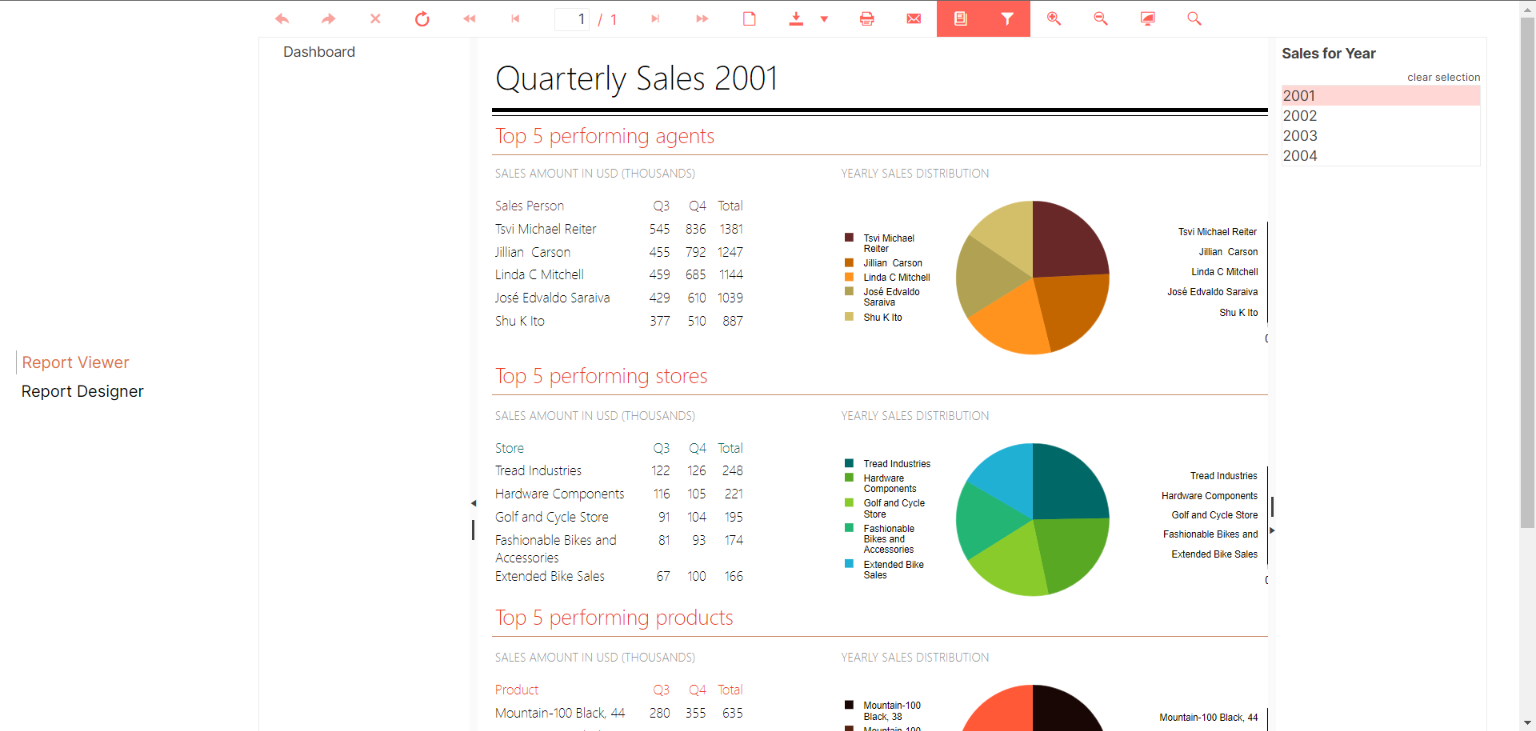 1 / 1
Report Viewer
Report Designer
Dashboard
Quarterly Sales 2001
Top 5 performing agents
SALES AMOUNT IN USD (THOUSANDS)
Sales Person Q3 Q4 Total
Tsvi Michael Reiter 545 836 1381
Jillian Carson 455 792 1247
Linda C Mitchell 459 685 1144
José Edvaldo Saraiva 429 610 1039
Shu K Ito 377 510 887
YEARLY SALES DISTRIBUTION
Tsvi Michael
Reiter
Jillian Carson
Linda C Mitchell
José Edvaldo
Saraiva
Shu K Ito
Tsvi Michael Reiter
Jillian Carson
Linda C Mitchell
José Edvaldo Saraiva
Shu K Ito
Top 5 performing stores
SALES AMOUNT IN USD (THOUSANDS)
Store Q3 Q4 Total
Tread Industries 122 126 248
Hardware Components 116 105 221
Golf and Cycle Store 91 104 195
Fashionable Bikes and 81 93 174
Accessories
Extended Bike Sales 67 100 166
YEARLY SALES DISTRIBUTION
Tread Industries
Hardware
Components
Golf and Cycle
Store
Fashionable
Bikes and
Accessories
Extended Bike
Sales
Tread Industries
Hardware Components
Golf and Cycle Store
Fashionable Bikes and
Extended Bike Sales
Top 5 performing products
SALES AMOUNT IN USD (THOUSANDS)
Product Q3 Q4 Total
Mountain-100 Black, 44 280 355 635
YEARLY SALES DISTRIBUTION
Mountain-100
Black, 38
Mountain-100
Mountain-100 Black, 44
Sales for Year
clear selection
2001
2002
2003
2004